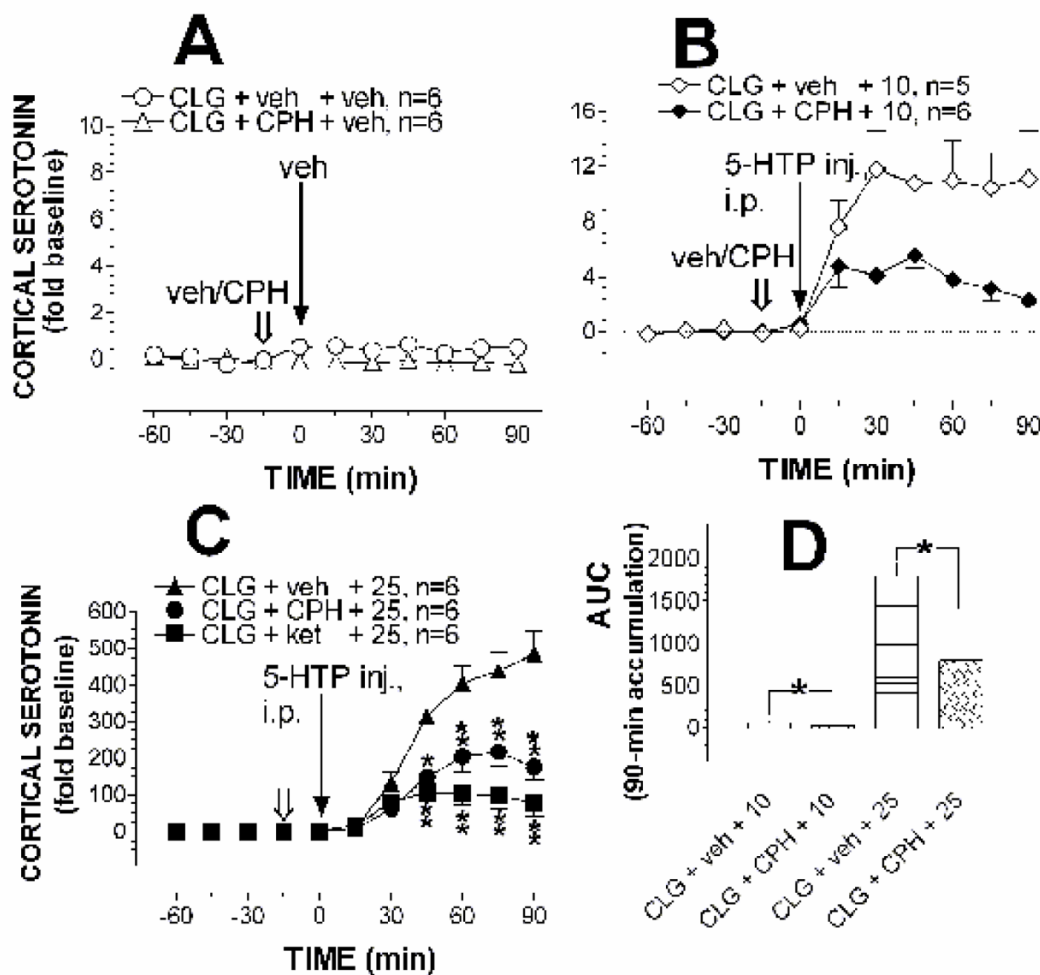 A
CLG + veh + veh, n=6
CLG + CPH + veh, n=6
CORTICAL SEROTONIN
(fold baseline)
10
8
6
4
2
0
veh
veh/CPH
-60 -30 0 30 60 90
TIME (min)
B
CLG + veh + 10, n=5
CLG + CPH + 10, n=6
16
12
8
4
0
5-HTP inj.,
i.p.
veh/CPH
-60 -30 0 30 60 90
TIME (min)
C
CLG + veh + 25, n=6
CLG + CPH + 25, n=6
CLG + ket + 25, n=6
CORTICAL SEROTONIN
(fold baseline)
600
500
400
300
200
100
0
5-HTP inj.,
i.p.
* ** ** **
** ** ** **
-60 -30 0 30 60 90
TIME (min)
D
AUC
(90-min accumulation)
2000
1500
1000
500
0
*
*
CLG + veh + 10
CLG + CPH + 10
CLG + veh + 25
CLG + CPH + 25